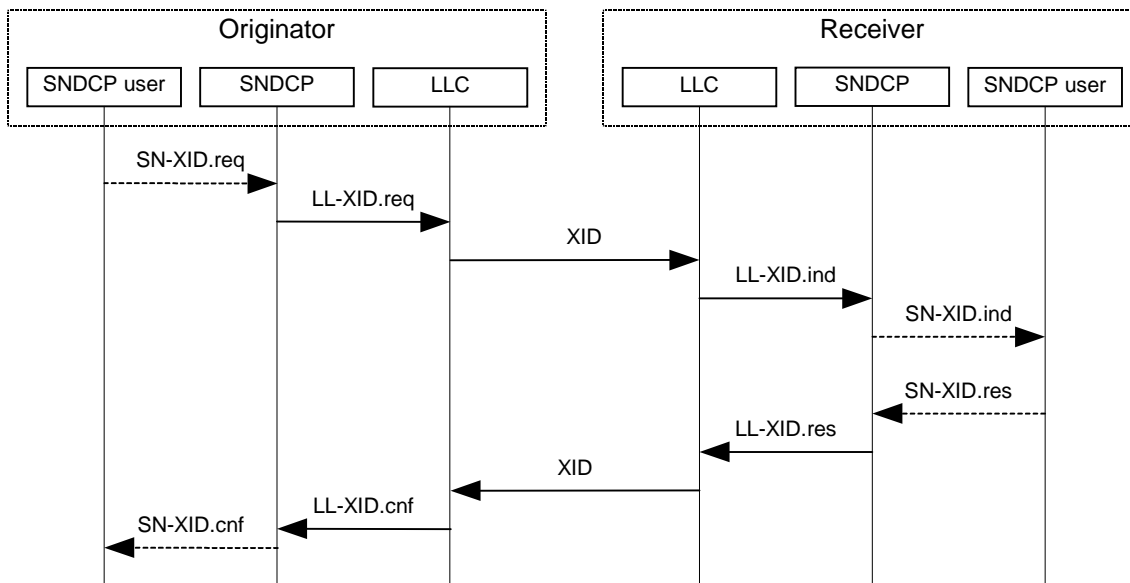 Originator
Receiver
SNDCP user
SNDCP
LLC
LLC
SNDCP
SNDCP user
SN-XID.req
LL-XID.req
XID
LL-XID.ind
SN-XID.ind
SN-XID.res
LL-XID.res
XID
LL-XID.cnf
SN-XID.cnf